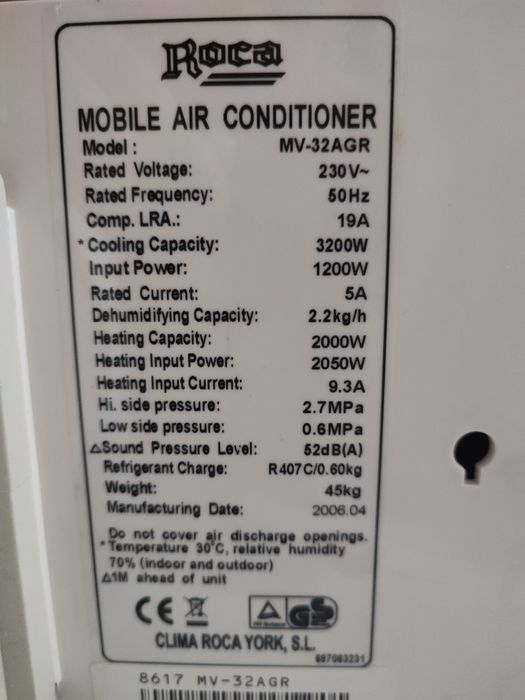 Roca
MOBILE AIR CONDITIONER
Model : MV-32AGR
Rated Voltage: 230V~
Rated Frequency: 50Hz
Comp. LRA.: 19A
* Cooling Capacity: 3200W
Input Power: 1200W
Rated Current: 5A
Dehumidifying Capacity: 2.2kg/h
Heating Capacity: 2000W
Heating Input Power: 2050W
Heating Input Current: 9.3A
Hi. side pressure: 2.7MPa
Low side pressure: 0.6MPa
△Sound Pressure Level: 52dB(A)
Refrigerant Charge: R407C/0.60kg
Weight: 45kg
Manufacturing Date: 2006.04
Do not cover air discharge openings.
* Temperature 30°C, relative humidity
70% (indoor and outdoor)
△1M ahead of unit
CE GS
CLIMA ROCA YORK, S.L.
687063231
8617 MV-32AGR